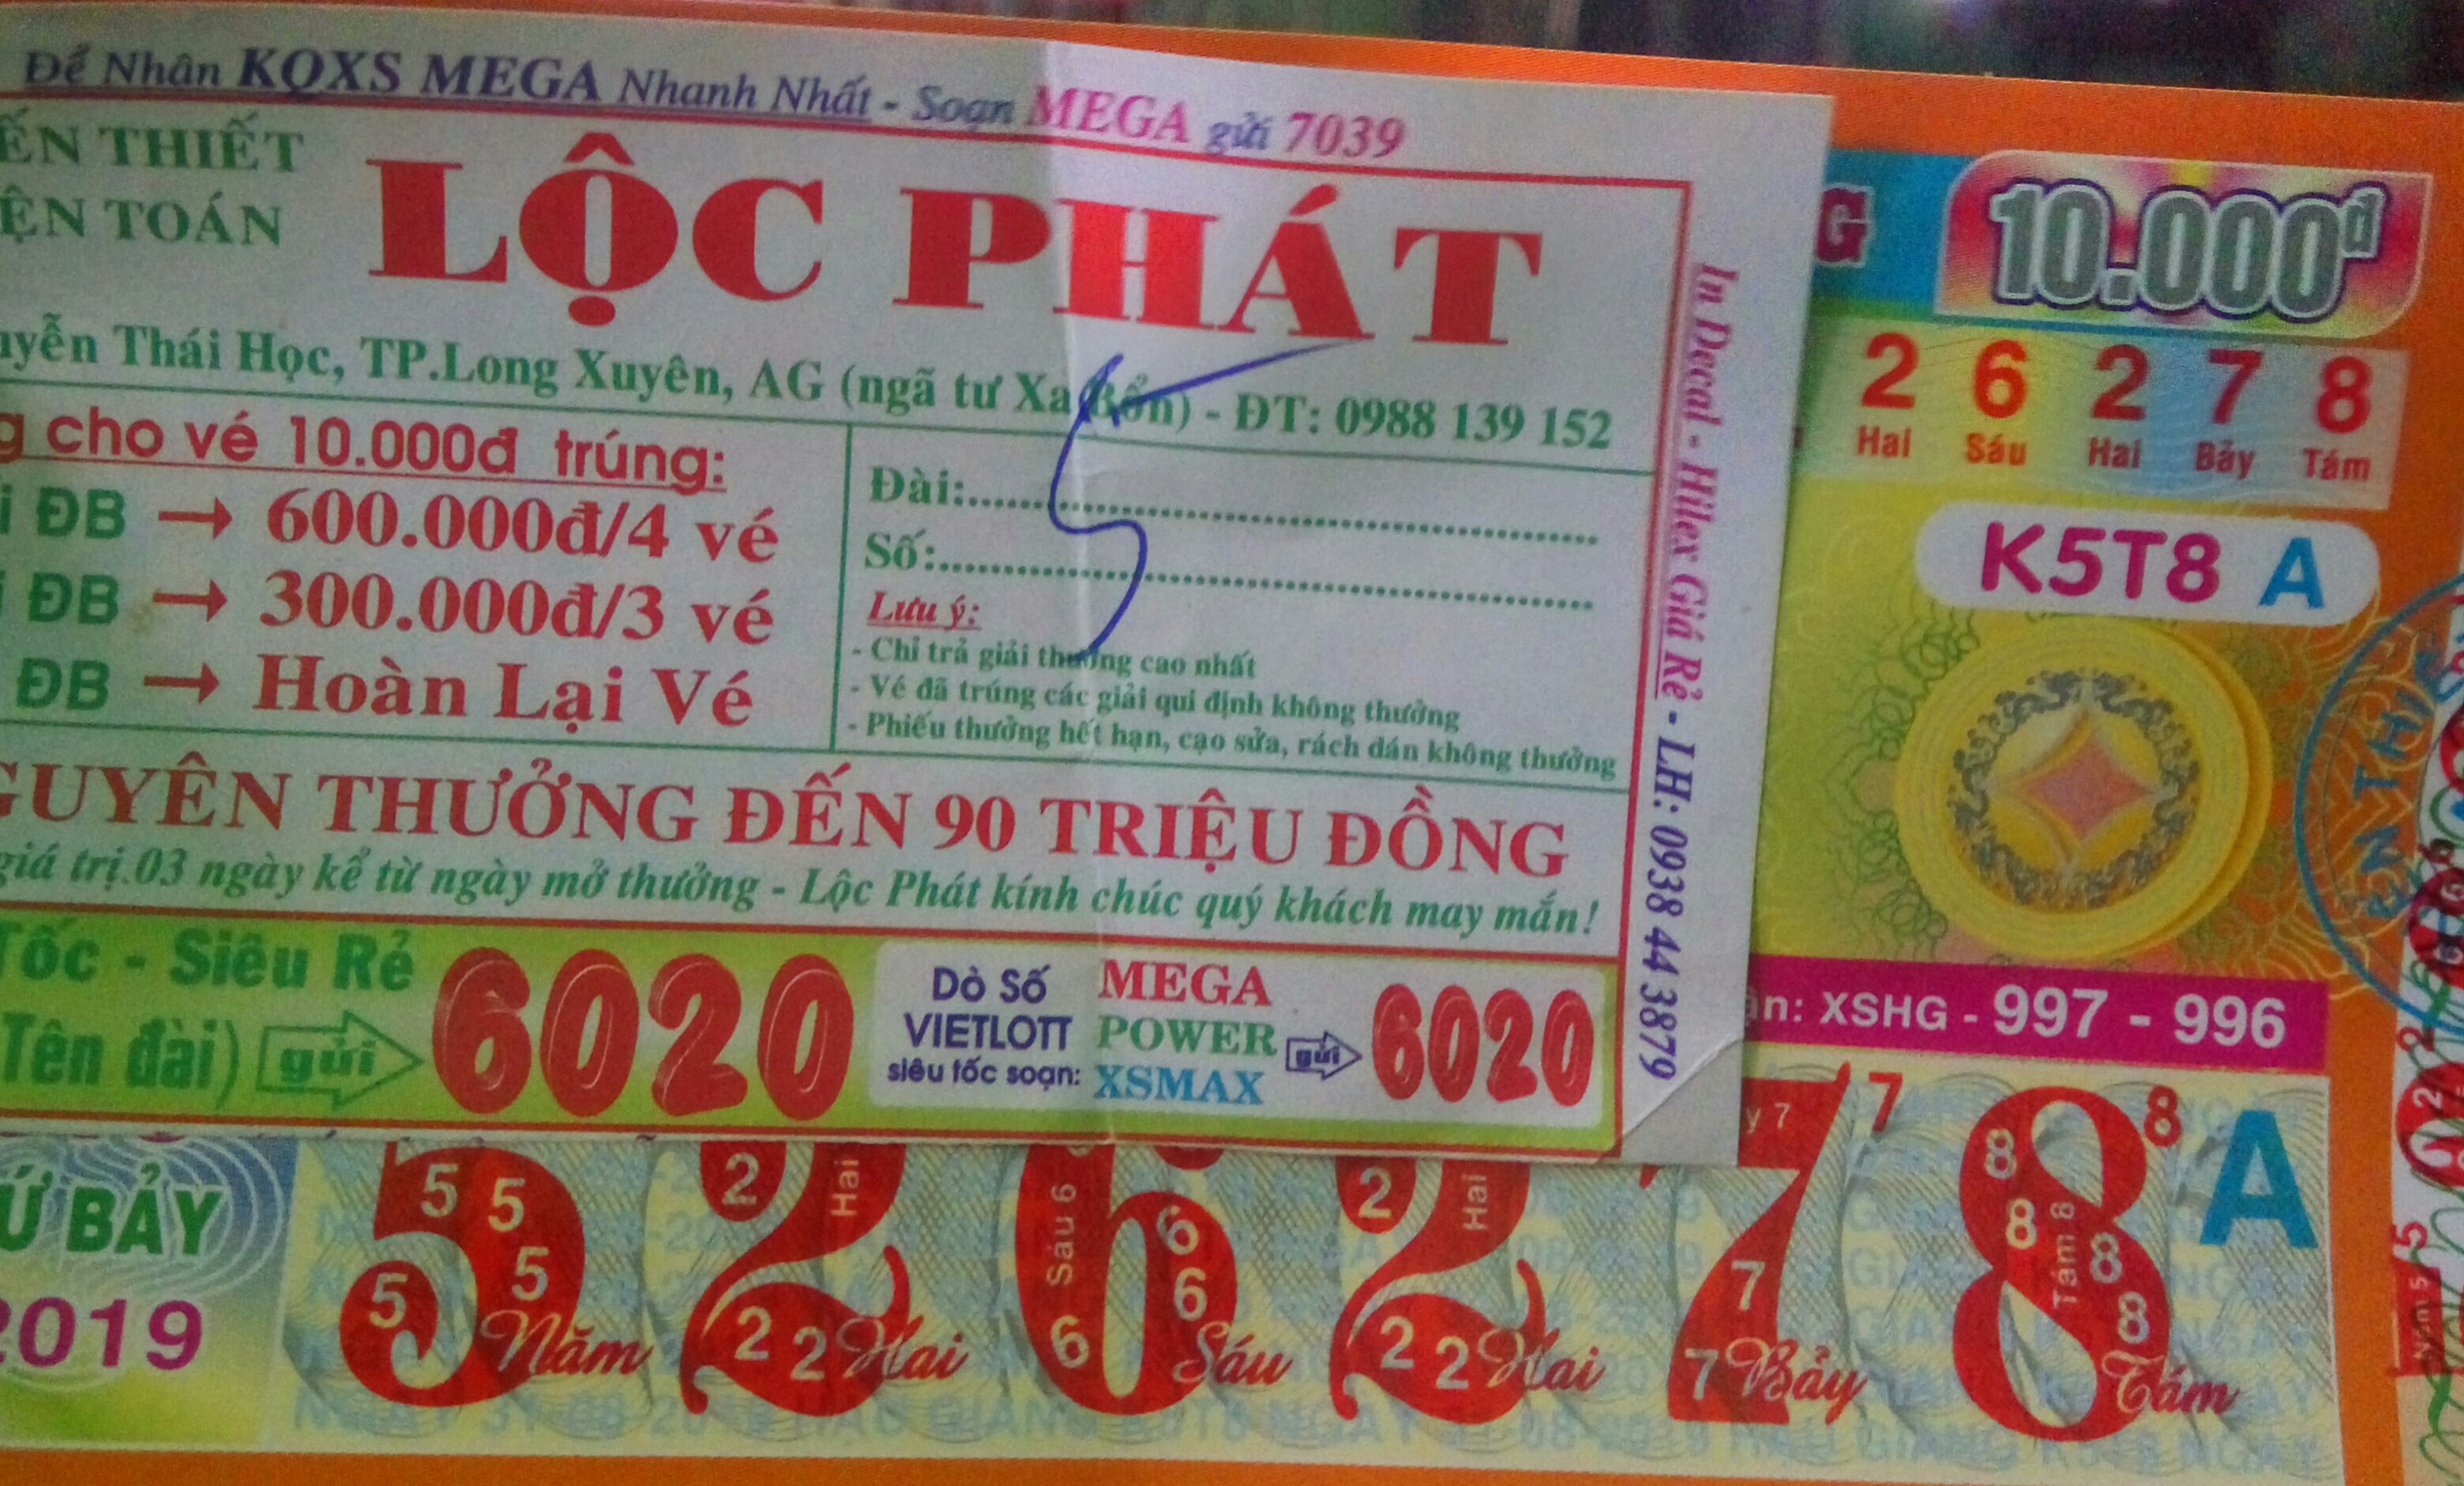 Để Nhân KQXS MEGA Nhanh Nhất - Soạn MEGA gửi 7039
ẾN THIẾT
ỆN TOÁN
LỘC PHÁT
uyễn Thái Học, TP.Long Xuyên, AG (ngã tư Xa Bổn) - ĐT: 0988 139 152
g cho vé 10.000đ trúng:
i ĐB → 600.000đ/4 vé
i ĐB → 300.000đ/3 vé
ĐB → Hoàn Lại Vé
Đài:
Số:
Lưu ý:
- Chỉ trả giải thưởng cao nhất
- Vé đã trúng các giải qui định không thưởng
- Phiếu thưởng hết hạn, cạo sửa, rách dán không thưởng
GUYÊN THƯỞNG ĐẾN 90 TRIỆU ĐỒNG
giá trị.03 ngày kể từ ngày mở thưởng - Lộc Phát kính chúc quý khách may mắn!
Tốc - Siêu Rẻ
Tên đài) gửi 6020
Dò Số
VIETLOTT
siêu tốc soạn:
MEGA
POWER
XSMAX
gửi 6020
In Decal - Hilex Giá Rẻ - LH: 0938 44 3879
G
10.000đ
2 6 2 7 8
Hai Sáu Hai Bảy Tám
K5T8 A
N THIẾ
ản: XSHG - 997 - 996
Ứ BẢY
2019
5 2 6 2 7 8 A
Năm Hai Sáu Hai Bảy Tám